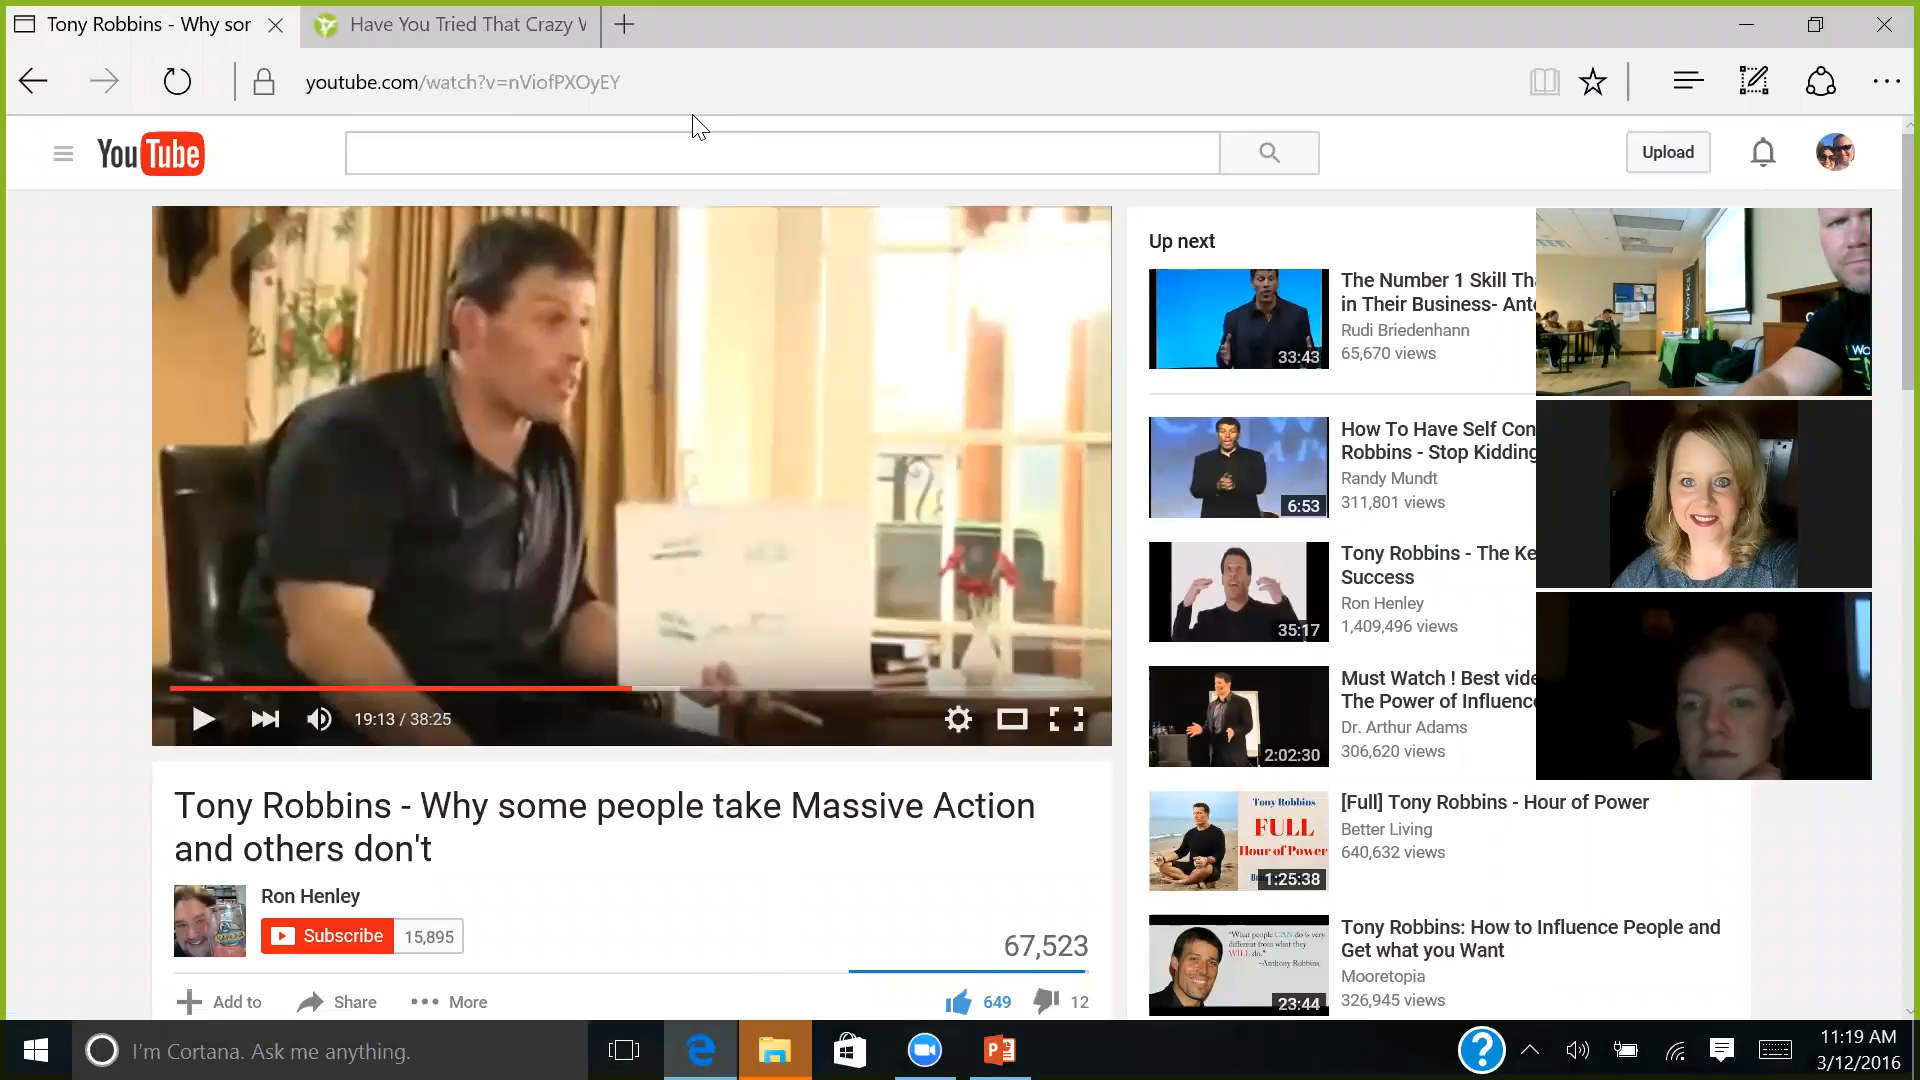 Tony Robbins - Why sor
Have You Tried That Crazy W
youtube.com/watch?v=nViofPXOyEY
YouTube
Upload
19:13 / 38:25
Up next
33:43
The Number 1 Skill Tha
in Their Business- Anto
Rudi Briedenhann
65,670 views
6:53
How To Have Self Con
Robbins - Stop Kidding
Randy Mundt
311,801 views
35:17
Tony Robbins - The Ke
Success
Ron Henley
1,409,496 views
2:02:30
Must Watch ! Best vide
The Power of Influence
Dr. Arthur Adams
306,620 views
Tony Robbins
FULL
Hour of Power
1:25:38
[Full] Tony Robbins - Hour of Power
Better Living
640,632 views
"What people CAN do is very
different from what they
WILL do."
-Anthony Robbins
23:44
Tony Robbins: How to Influence People and
Get what you Want
Mooretopia
326,945 views
Tony Robbins - Why some people take Massive Action
and others don't
Ron Henley
Subscribe 15,895
67,523
Add to Share More 649 12
I'm Cortana. Ask me anything.
11:19 AM
3/12/2016